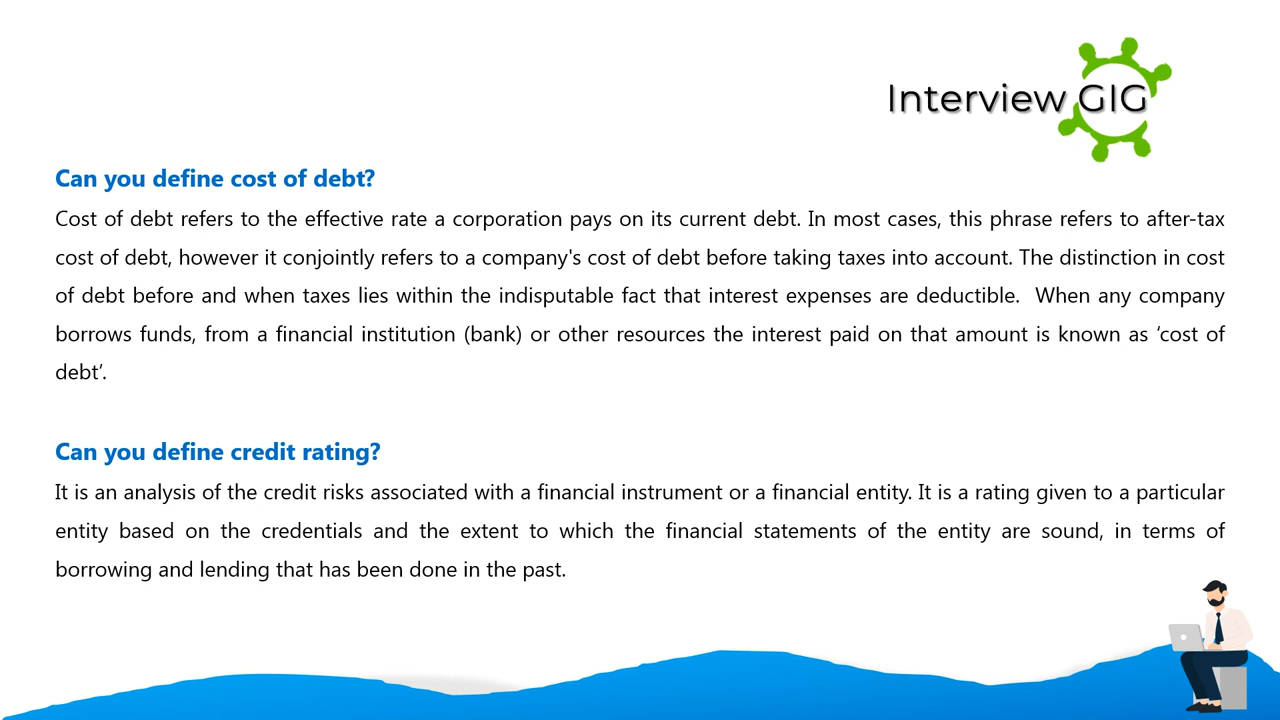 Interview GIG
Can you define cost of debt?
Cost of debt refers to the effective rate a corporation pays on its current debt. In most cases, this phrase refers to after-tax
cost of debt, however it conjointly refers to a company's cost of debt before taking taxes into account. The distinction in cost
of debt before and when taxes lies within the indisputable fact that interest expenses are deductible.  When any company
borrows funds, from a financial institution (bank) or other resources the interest paid on that amount is known as ‘cost of
debt’.
Can you define credit rating?
It is an analysis of the credit risks associated with a financial instrument or a financial entity. It is a rating given to a particular
entity based on the credentials and the extent to which the financial statements of the entity are sound, in terms of
borrowing and lending that has been done in the past.